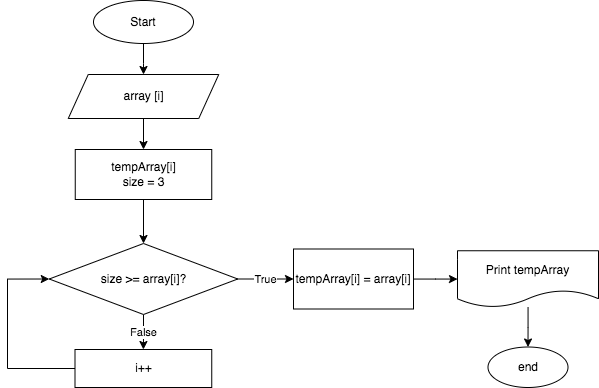 Start
array [i]
tempArray[i]
size = 3
size >= array[i]?
True
tempArray[i] = array[i]
Print tempArray
False
i++
end